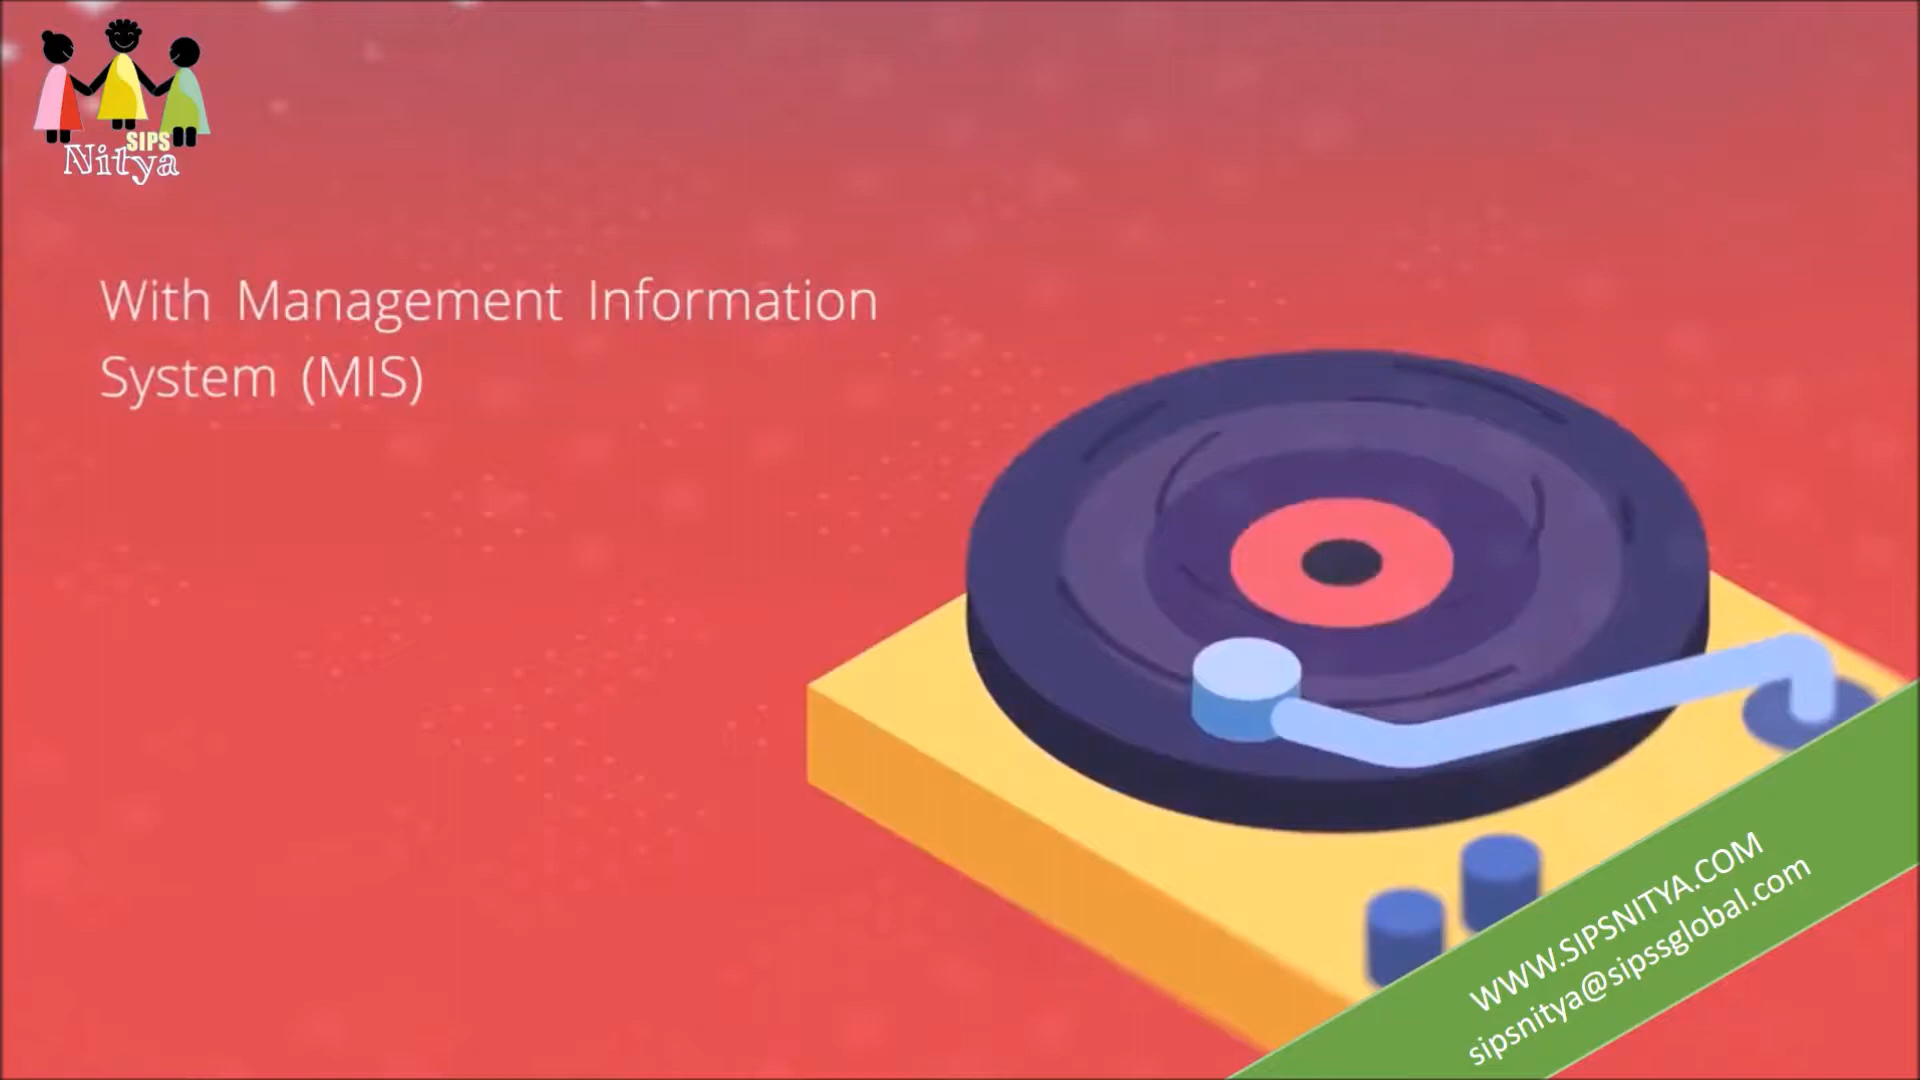 SIPS
Nitya
With Management Information
System (MIS)
WWW.SIPSNITYA.COM
sipsnitya@sipssglobal.com